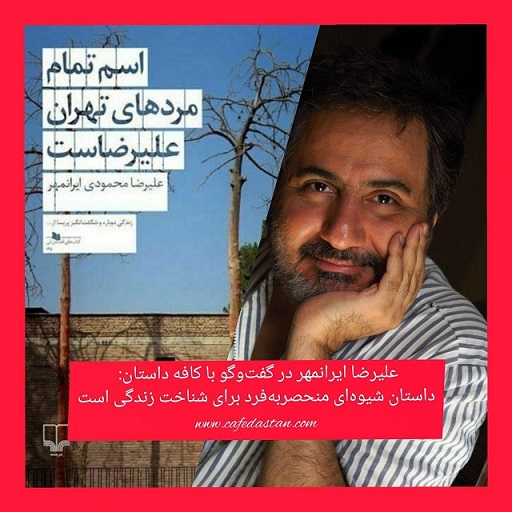 اسم تمام
مردهای تهران
علیرضاست
علیرضا محمودی ایرانمهر
علیرضا ایرانمهر در گفت‌وگو با کافه داستان:
داستان شیوه‌ای منحصربه‌فرد برای شناخت زندگی است
www.cafedastan.com